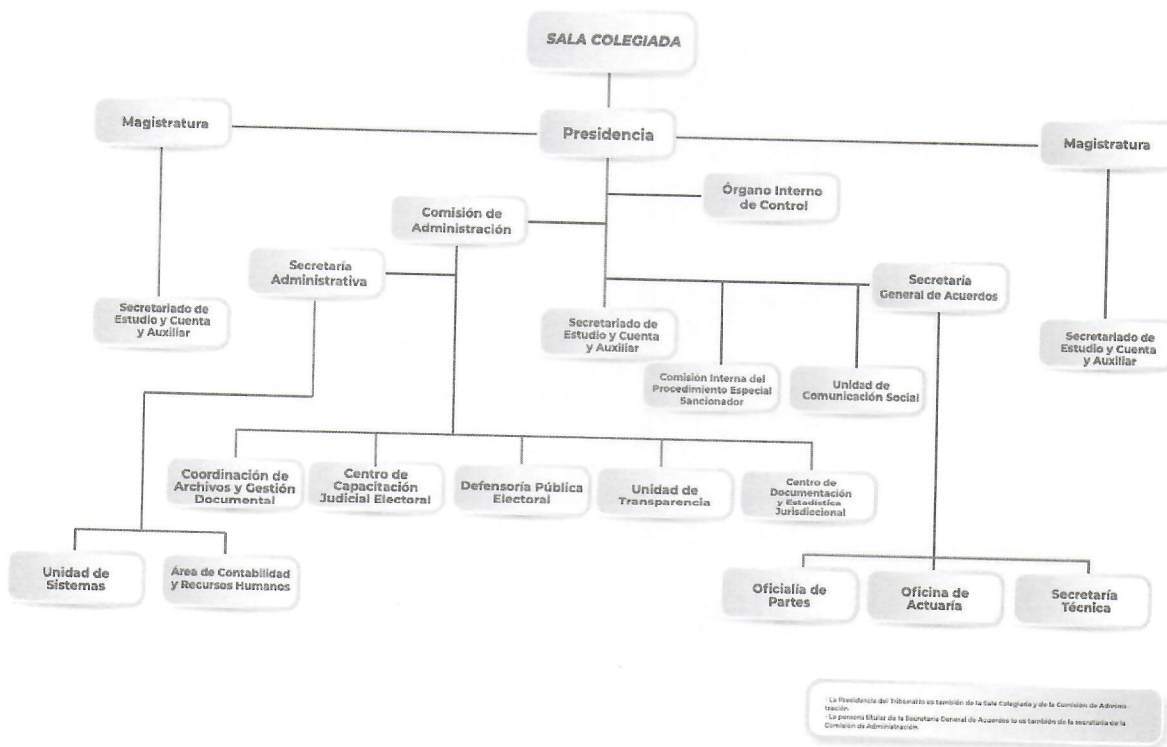 SALA COLEGIADA
Magistratura
Presidencia
Magistratura
Órgano Interno
de Control
Comisión de
Administración
Secretaría
Administrativa
Secretaría
General de Acuerdos
Secretariado de
Estudio y Cuenta
y Auxiliar
Secretariado de
Estudio y Cuenta
y Auxiliar
Secretariado de
Estudio y Cuenta
y Auxiliar
Comisión Interna del
Procedimiento Especial
Sancionador
Unidad de
Comunicación Social
Coordinación de
Archivos y Gestión
Documental
Centro de
Capacitación
Judicial Electoral
Defensoría Pública
Electoral
Unidad de
Transparencia
Centro de
Documentación
y Estadística
Jurisdiccional
Unidad de
Sistemas
Área de Contabilidad
y Recursos Humanos
Oficialía de
Partes
Oficina de
Actuaría
Secretaría
Técnica
- La Presidencia del Tribunal lo es también de la Sala Colegiada y de la Comisión de Adminis-
tración.
- La persona titular de la Secretaría General de Acuerdos lo es también de la secretaría de la
Comisión de Administración.